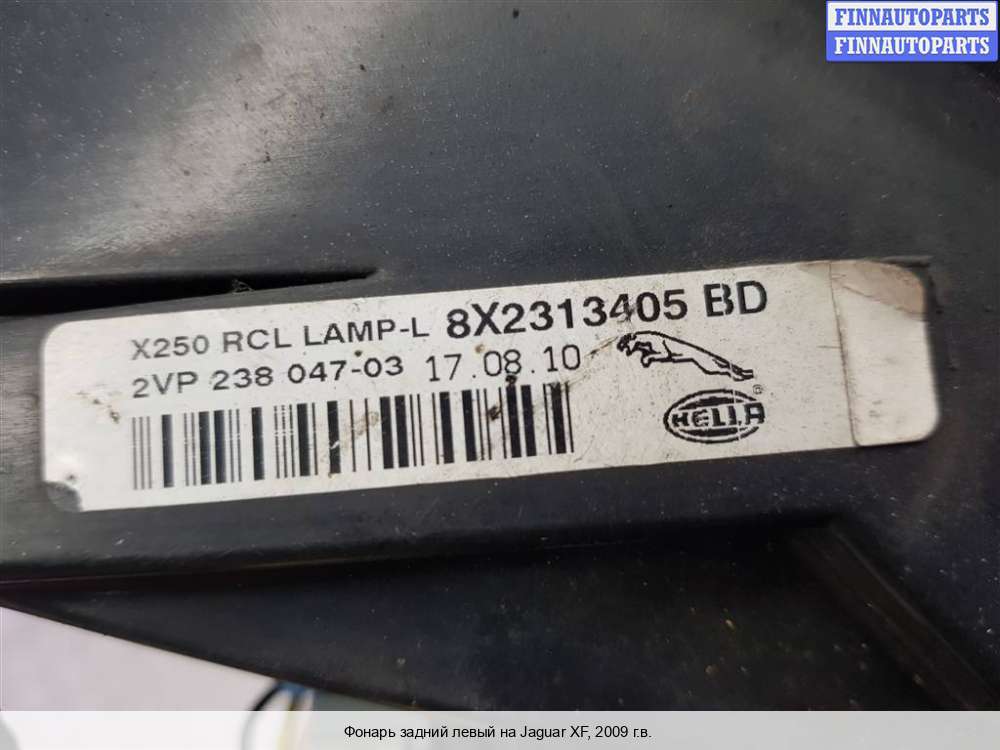 FINNAUTOPARTS
FINNAUTOPARTS
X250 RCL LAMP-L 8X2313405 BD
2VP 238 047-03 17.08.10
HELLA ®
Фонарь задний левый на Jaguar XF, 2009 г.в.